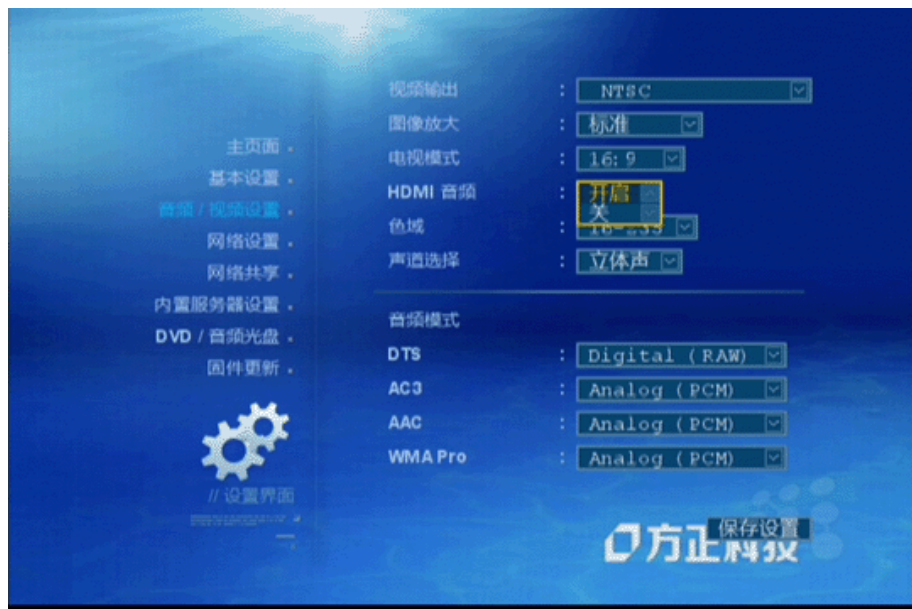 主页面 .
基本设置 .
音频 / 视频设置 .
网络设置 .
网络共享 .
内置服务器设置 .
DVD / 音频光盘 .
固件更新 .
// 设置界面
视频输出 : NTSC
图像放大 : 标准
电视模式 : 16:9
HDMI 音频 : 开启
关
色域 : 16-235
声道选择 : 立体声
音频模式
DTS : Digital (RAW)
AC3 : Analog (PCM)
AAC : Analog (PCM)
WMA Pro : Analog (PCM)
保存设置
方正科技